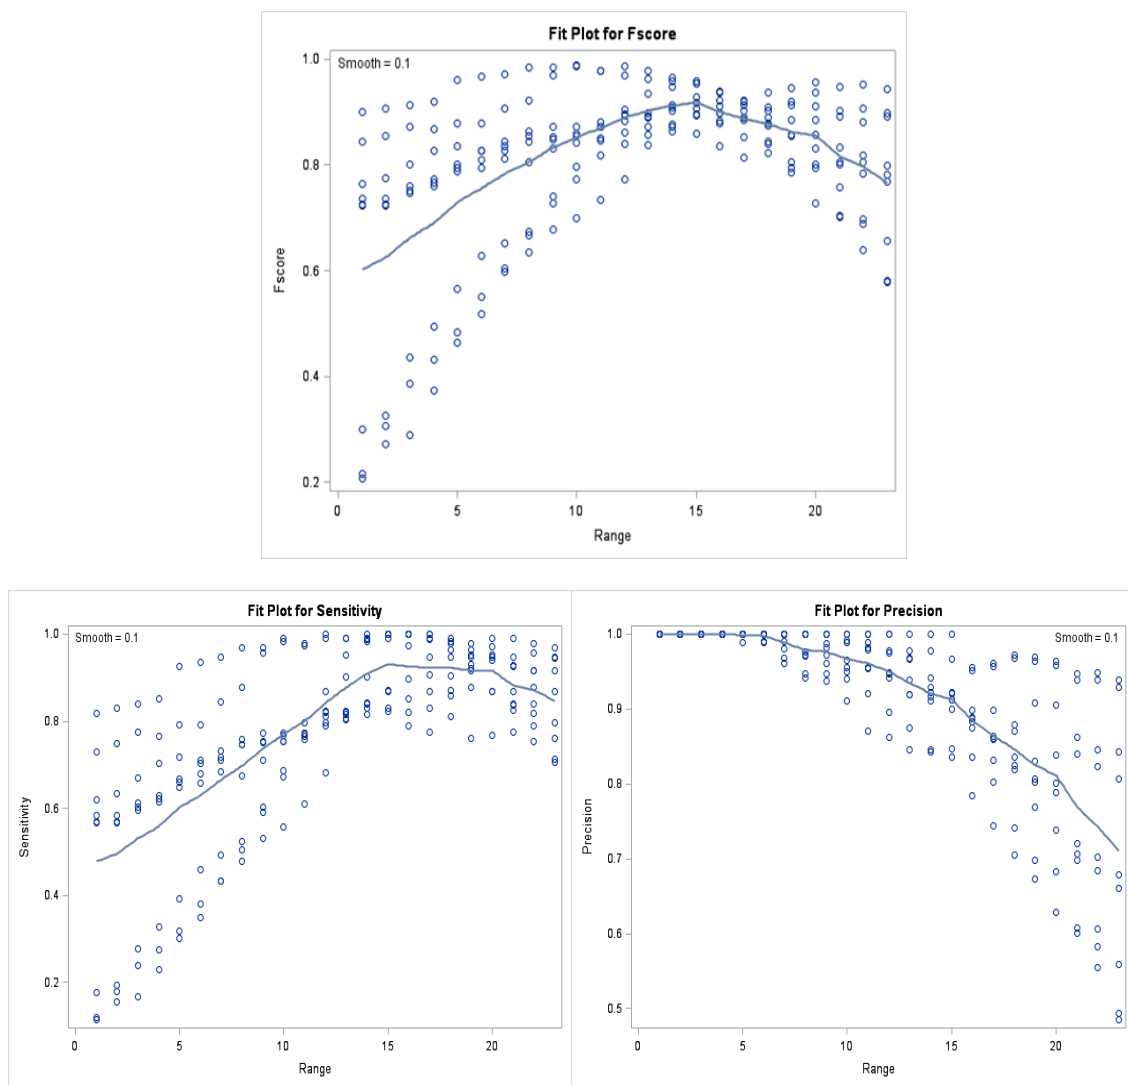 Fit Plot for Fscore
Smooth = 0.1
1.0
0.8
0.6
0.4
0.2
Fscore
0 5 10 15 20
Range
Fit Plot for Sensitivity
Smooth = 0.1
1.0
0.8
0.6
0.4
0.2
Sensitivity
0 5 10 15 20
Range
Fit Plot for Precision
Smooth = 0.1
1.0
0.9
0.8
0.7
0.6
0.5
Precision
0 5 10 15 20
Range